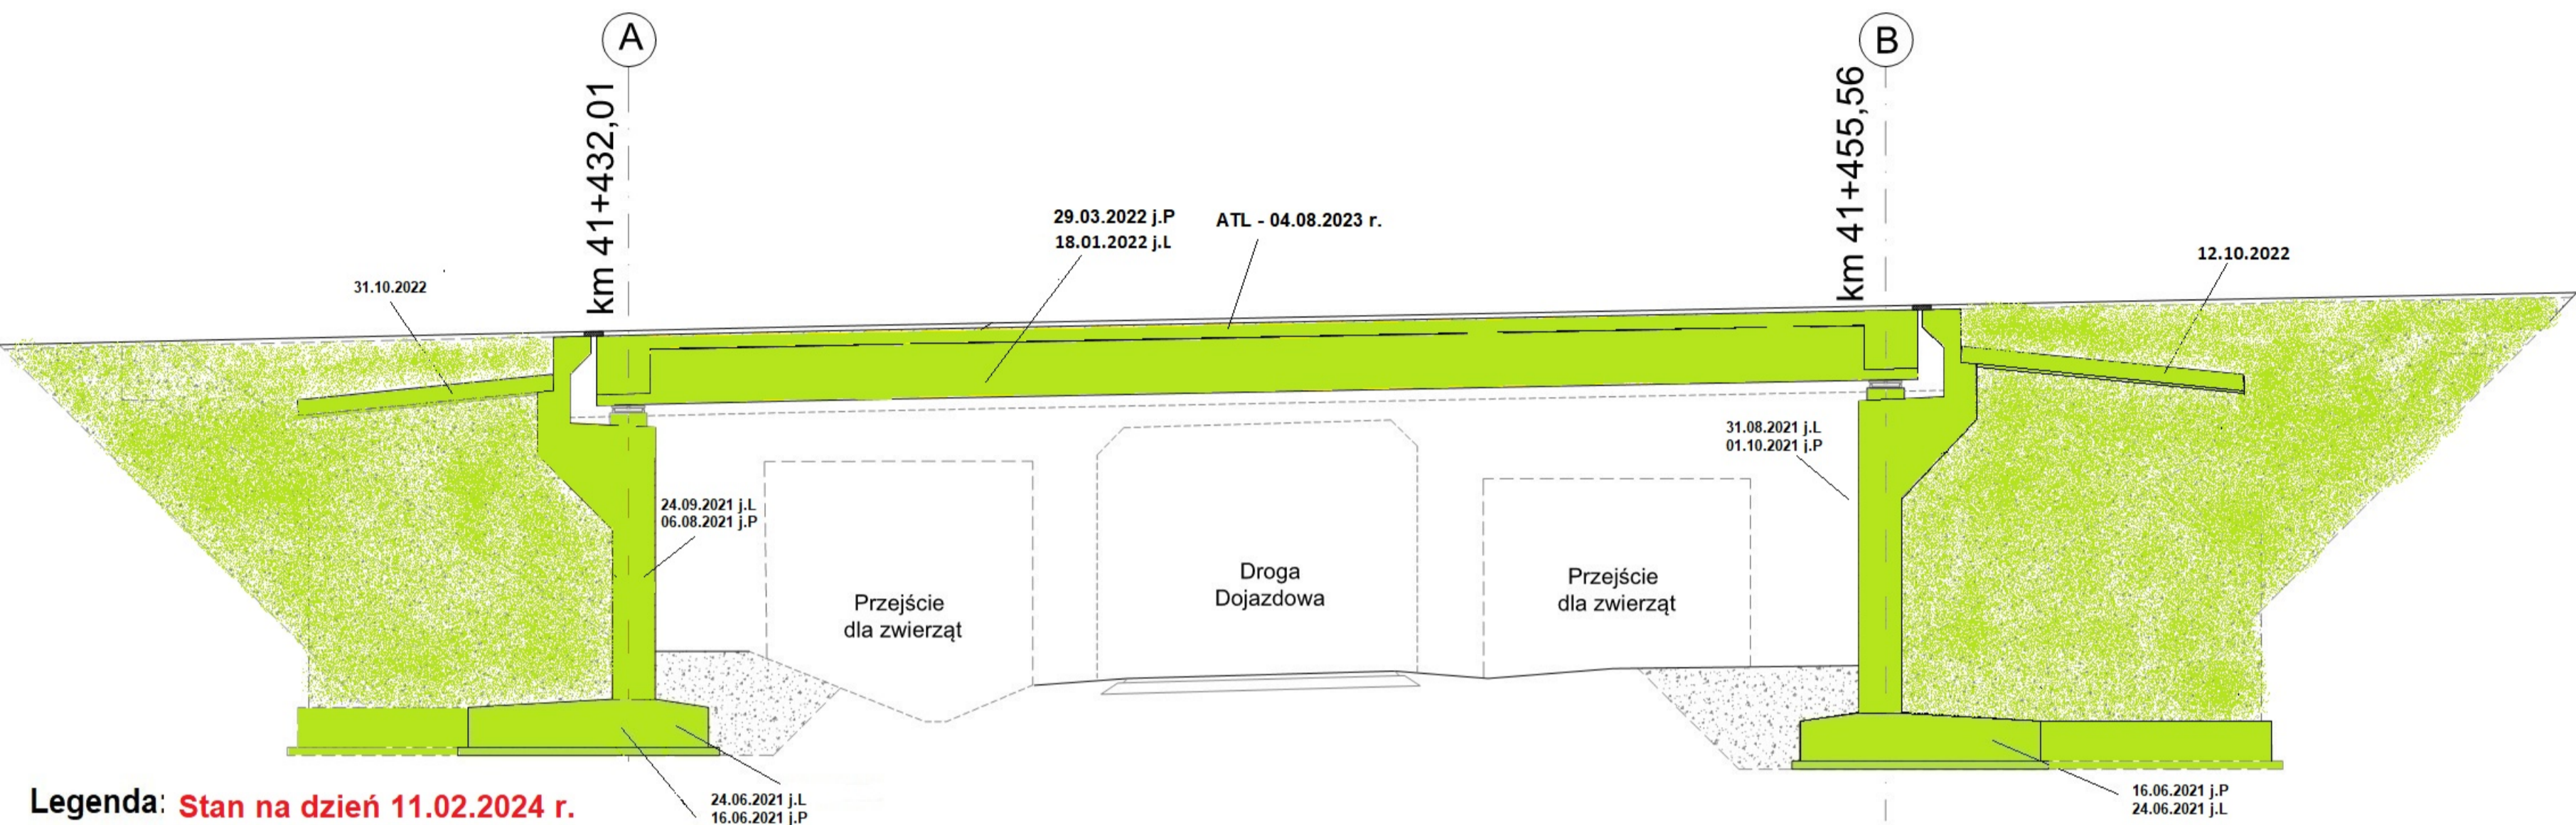 A
B
km 41+432,01
km 41+455,56
29.03.2022 j.P
18.01.2022 j.L
ATL - 04.08.2023 r.
12.10.2022
31.10.2022
31.08.2021 j.L
01.10.2021 j.P
24.09.2021 j.L
06.08.2021 j.P
Przejście
dla zwierząt
Droga
Dojazdowa
Przejście
dla zwierząt
24.06.2021 j.L
16.06.2021 j.P
16.06.2021 j.P
24.06.2021 j.L
Legenda: Stan na dzień 11.02.2024 r.